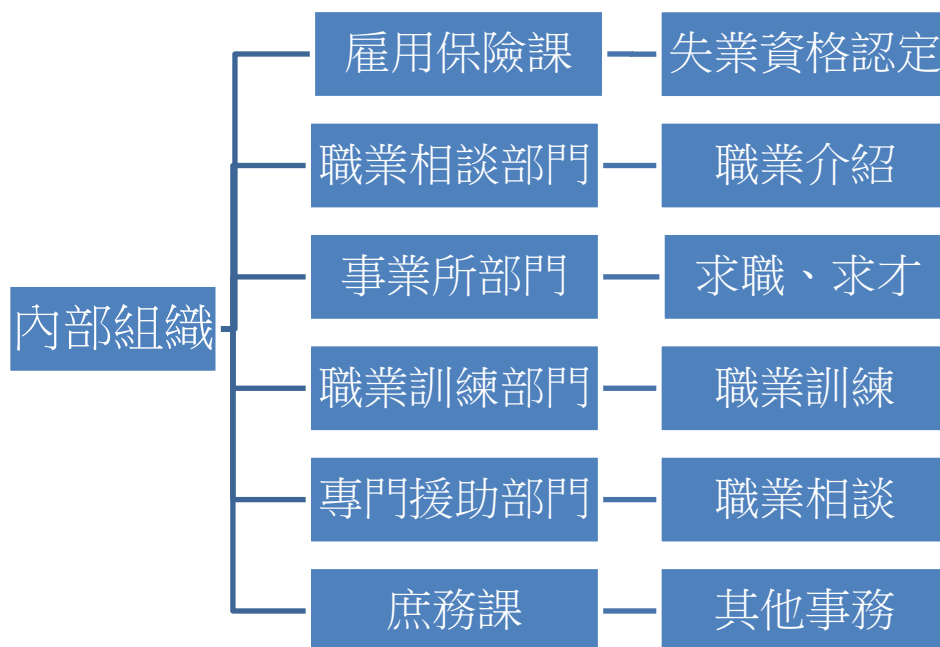 內部組織
雇用保險課
失業資格認定
職業相談部門
職業介紹
事業所部門
求職、求才
職業訓練部門
職業訓練
專門援助部門
職業相談
庶務課
其他事務